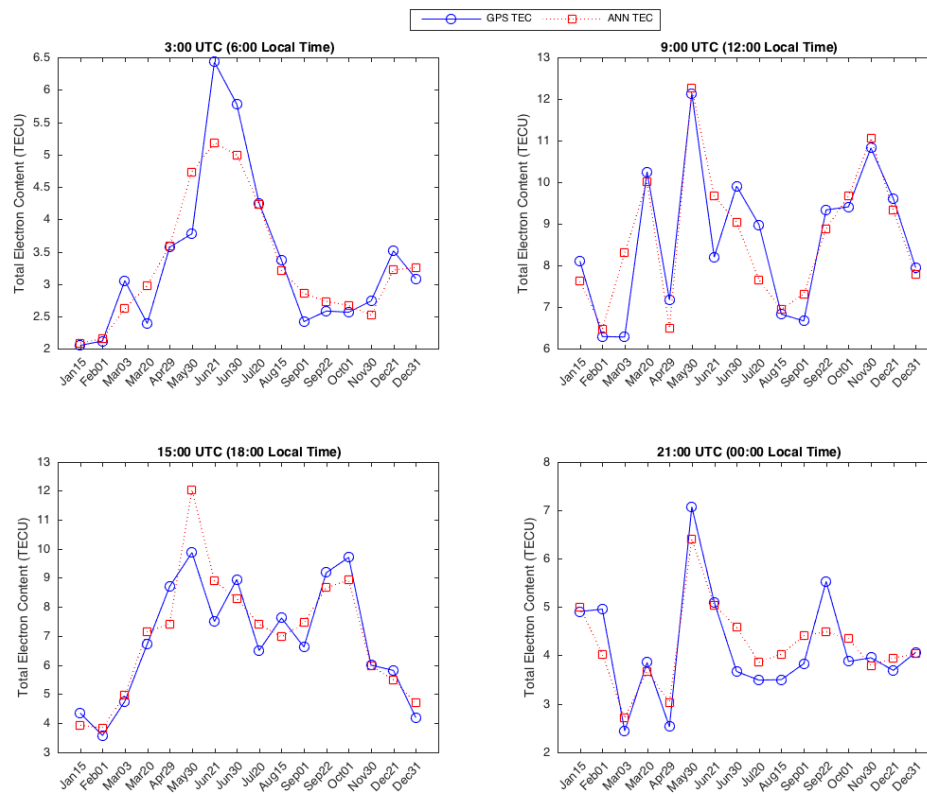 GPS TEC ANN TEC
3:00 UTC (6:00 Local Time)
Total Electron Content (TECU)
6.5
6
5.5
5
4.5
4
3.5
3
2.5
2
Jan15 Feb01 Mar03 Mar20 Apr29 May30 Jun21 Jun30 Jul20 Aug15 Sep01 Sep22 Oct01 Nov30 Dec21 Dec31
9:00 UTC (12:00 Local Time)
Total Electron Content (TECU)
13
12
11
10
9
8
7
6
Jan15 Feb01 Mar03 Mar20 Apr29 May30 Jun21 Jun30 Jul20 Aug15 Sep01 Sep22 Oct01 Nov30 Dec21 Dec31
15:00 UTC (18:00 Local Time)
Total Electron Content (TECU)
13
12
11
10
9
8
7
6
5
4
3
Jan15 Feb01 Mar03 Mar20 Apr29 May30 Jun21 Jun30 Jul20 Aug15 Sep01 Sep22 Oct01 Nov30 Dec21 Dec31
21:00 UTC (00:00 Local Time)
Total Electron Content (TECU)
8
7
6
5
4
3
2
Jan15 Feb01 Mar03 Mar20 Apr29 May30 Jun21 Jun30 Jul20 Aug15 Sep01 Sep22 Oct01 Nov30 Dec21 Dec31